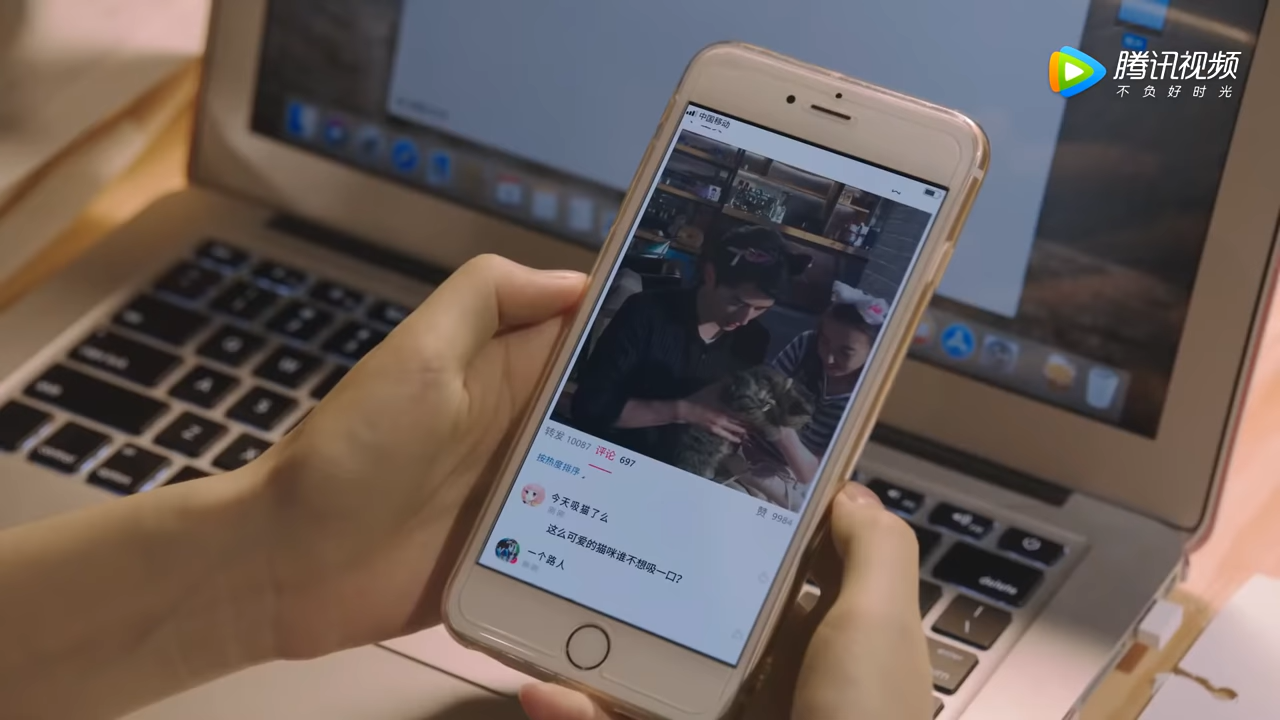 腾讯视频
不负好时光
中国移动
转发 10087 评论 697
赞 9984
按热度排序
今天吸猫了么
这么可爱的猫咪谁不想吸一口?
一个路人
Q
A
S
Z
delete